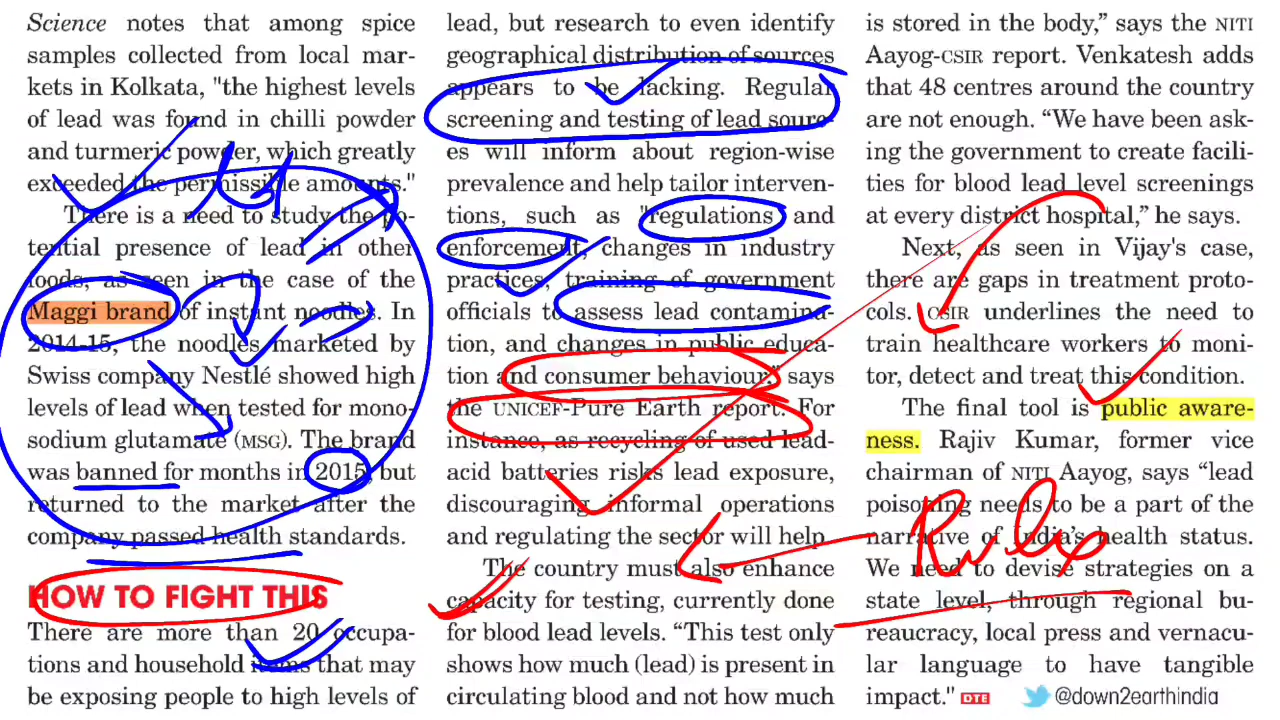 Science notes that among spice
samples collected from local mar-
kets in Kolkata, "the highest levels
of lead was found in chilli powder
and turmeric powder, which greatly
exceeded the permissible amounts."
There is a need to study the po-
tential presence of lead in other
foods, as seen in the case of the
Maggi brand of instant noodles. In
2014-15, the noodles marketed by
Swiss company Nestlé showed high
levels of lead when tested for mono-
sodium glutamate (MSG). The brand
was banned for months in 2015, but
returned to the market after the
company passed health standards.
HOW TO FIGHT THIS
There are more than 20 occupa-
tions and household items that may
be exposing people to high levels of
lead, but research to even identify
geographical distribution of sources
appears to be lacking. Regular
screening and testing of lead sourc-
es will inform about region-wise
prevalence and help tailor interven-
tions, such as "regulations and
enforcement, changes in industry
practices, training of government
officials to assess lead contamina-
tion, and changes in public educa-
tion and consumer behaviour," says
the UNICEF-Pure Earth report. For
instance, as recycling of used lead-
acid batteries risks lead exposure,
discouraging informal operations
and regulating the sector will help.
The country must also enhance
capacity for testing, currently done
for blood lead levels. “This test only
shows how much (lead) is present in
circulating blood and not how much
is stored in the body,” says the NITI
Aayog-CSIR report. Venkatesh adds
that 48 centres around the country
are not enough. “We have been ask-
ing the government to create facili-
ties for blood lead level screenings
at every district hospital,” he says.
Next, as seen in Vijay's case,
there are gaps in treatment proto-
cols. CSIR underlines the need to
train healthcare workers to moni-
tor, detect and treat this condition.
The final tool is public aware-
ness. Rajiv Kumar, former vice
chairman of NITI Aayog, says “lead
poisoning needs to be a part of the
narrative of India’s health status.
We need to devise strategies on a
state level, through regional bu-
reaucracy, local press and vernacu-
lar language to have tangible
impact." DTE @down2earthindia